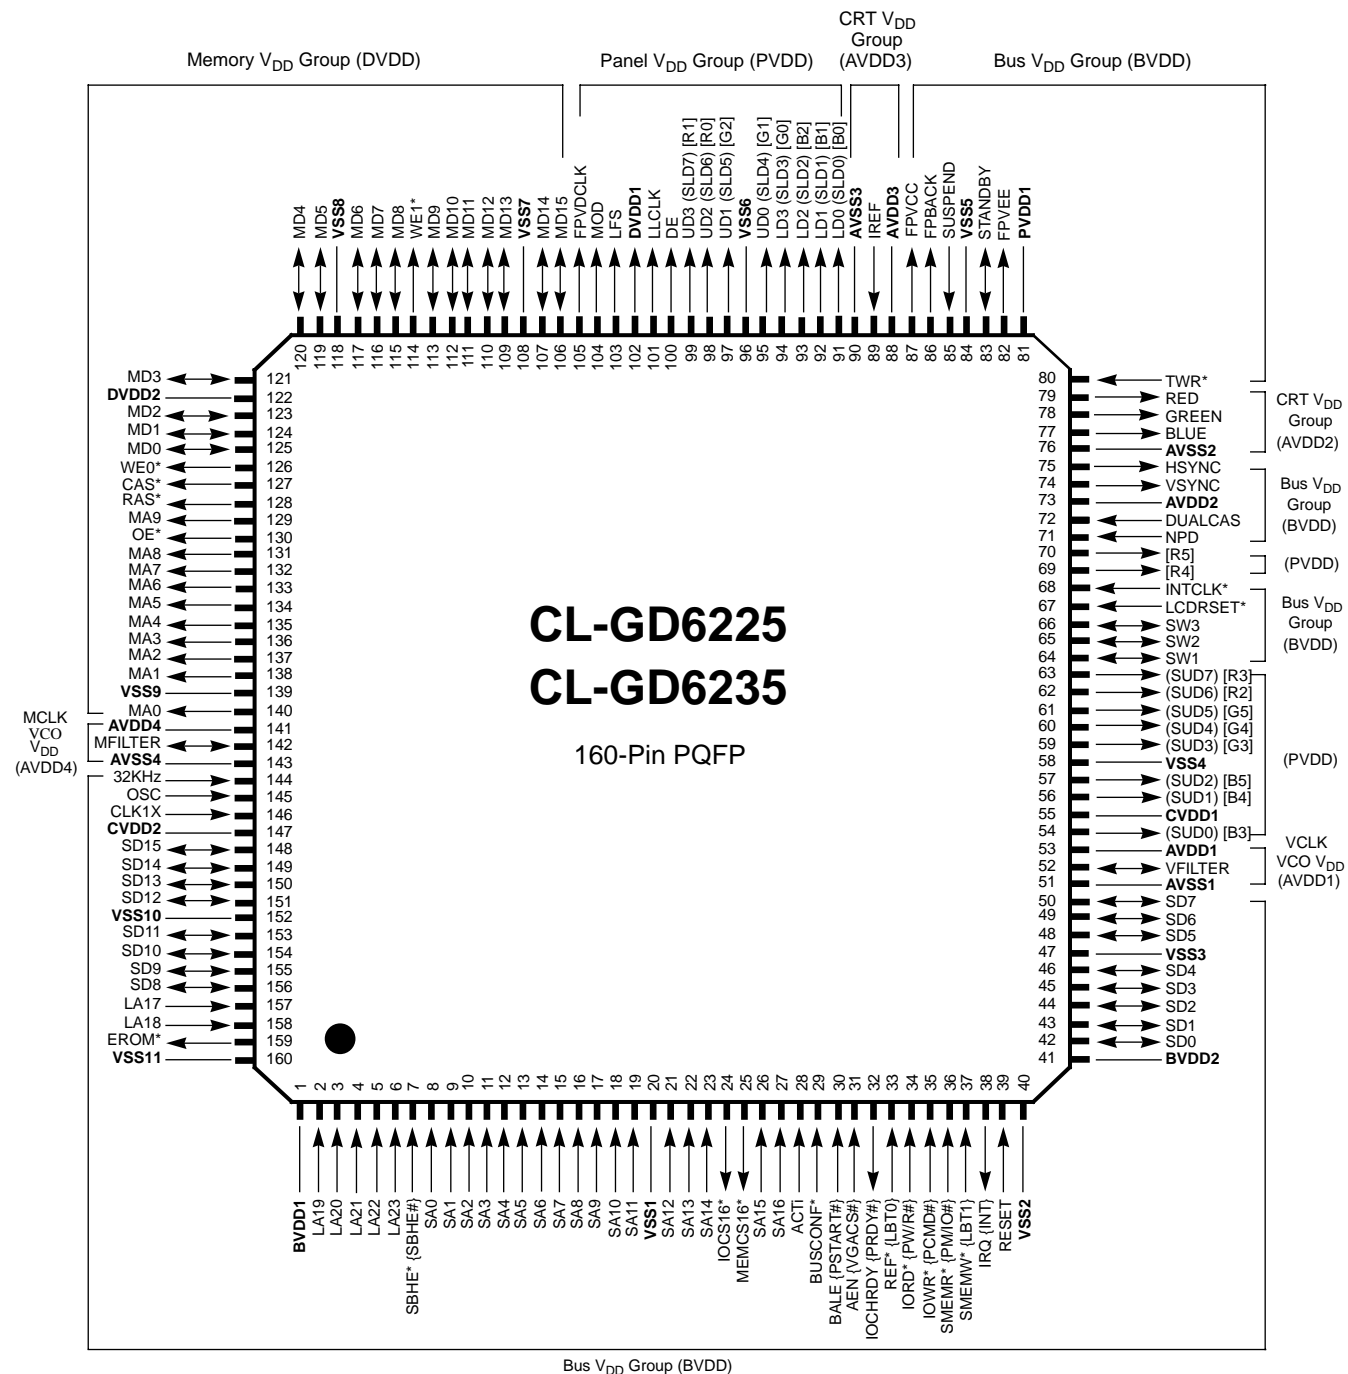 CRT VDD
Group
(AVDD3)
Memory VDD Group (DVDD)
Panel VDD Group (PVDD)
Bus VDD Group (BVDD)
MD4
MD5
VSS8
MD6
MD7
MD8
WE1*
MD9
MD10
MD11
MD12
MD13
VSS7
MD14
MD15
FPVDCLK
MOD
LFS
DVDD1
LLCLK
DE
UD3 (SLD7) [R1]
UD2 (SLD6) [R0]
UD1 (SLD5) [G2]
VSS6
UD0 (SLD4) [G1]
LD3 (SLD3) [G0]
LD2 (SLD2) [B2]
LD1 (SLD1) [B1]
LD0 (SLD0) [B0]
AVSS3
IREF
AVDD3
FPVCC
FPBACK
SUSPEND
VSS5
STANDBY
FPVEE
PVDD1
120
119
118
117
116
115
114
113
112
111
110
109
108
107
106
105
104
103
102
101
100
99
98
97
96
95
94
93
92
91
90
89
88
87
86
85
84
83
82
81
MD3 121
DVDD2 122
MD2 123
MD1 124
MD0 125
WE0* 126
CAS* 127
RAS* 128
MA9 129
OE* 130
MA8 131
MA7 132
MA6 133
MA5 134
MA4 135
MA3 136
MA2 137
MA1 138
VSS9 139
MA0 140
AVDD4 141
MFILTER 142
AVSS4 143
32KHz 144
OSC 145
CLK1X 146
CVDD2 147
SD15 148
SD14 149
SD13 150
SD12 151
VSS10 152
SD11 153
SD10 154
SD9 155
SD8 156
LA17 157
LA18 158
EROM* 159
VSS11 160
MCLK
VCO
VDD
(AVDD4)
CL-GD6225
CL-GD6235
160-Pin PQFP
80 TWR*
79 RED
78 GREEN
77 BLUE
76 AVSS2
75 HSYNC
74 VSYNC
73 AVDD2
72 DUALCAS
71 NPD
70 [R5]
69 [R4]
68 INTCLK*
67 LCDRSET*
66 SW3
65 SW2
64 SW1
63 (SUD7) [R3]
62 (SUD6) [R2]
61 (SUD5) [G5]
60 (SUD4) [G4]
59 (SUD3) [G3]
58 VSS4
57 (SUD2) [B5]
56 (SUD1) [B4]
55 CVDD1
54 (SUD0) [B3]
53 AVDD1
52 VFILTER
51 AVSS1
50 SD7
49 SD6
48 SD5
47 VSS3
46 SD4
45 SD3
44 SD2
43 SD1
42 SD0
41 BVDD2
CRT VDD
Group
(AVDD2)
Bus VDD
Group
(BVDD)
(PVDD)
Bus VDD
Group
(BVDD)
(PVDD)
VCLK
VCO VDD
(AVDD1)
1
2
3
4
5
6
7
8
9
10
11
12
13
14
15
16
17
18
19
20
21
22
23
24
25
26
27
28
29
30
31
32
33
34
35
36
37
38
39
40
BVDD1
LA19
LA20
LA21
LA22
LA23
SBHE* {SBHE#}
SA0
SA1
SA2
SA3
SA4
SA5
SA6
SA7
SA8
SA9
SA10
SA11
VSS1
SA12
SA13
SA14
IOCS16*
MEMCS16*
SA15
SA16
ACTi
BUSCONF*
BALE {PSTART#}
AEN {VGACS#}
IOCHRDY {PRDY#}
REF* {LBT0}
IORD* {PW/R#}
IOWR* {PCMD#}
SMEMR* {PM/IO#}
SMEMW* {LBT1}
IRQ {INT}
RESET
VSS2
Bus VDD Group (BVDD)